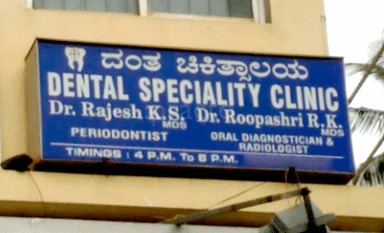 ದಂತ ಚಿಕಿತ್ಸಾಲಯ
DENTAL SPECIALITY CLINIC
Dr. Rajesh K.S. MDS Dr. Roopashri R.K. MDS
PERIODONTIST ORAL DIAGNOSTICIAN &
RADIOLOGIST
TIMINGS: 4 P.M. TO 8 P.M.